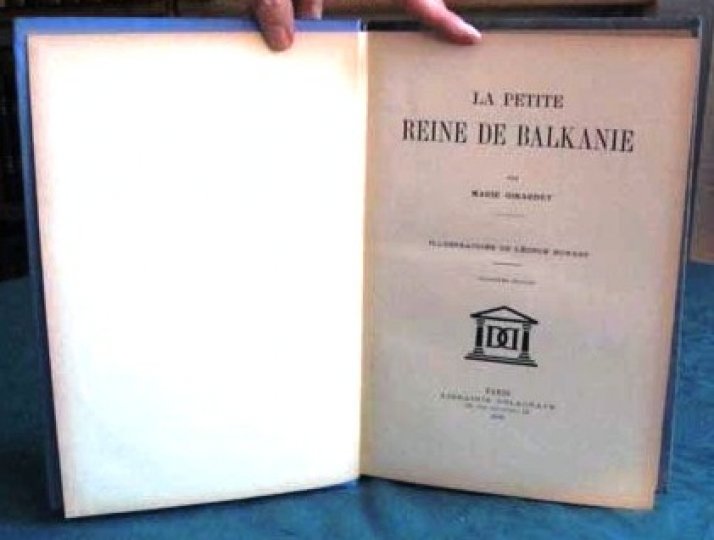 LA PETITE
REINE DE BALKANIE
PAR
MARIE GIRARDET
ILLUSTRATIONS DE LÉONCE BURRET
PARIS
LIBRAIRIE DELAGRAVE